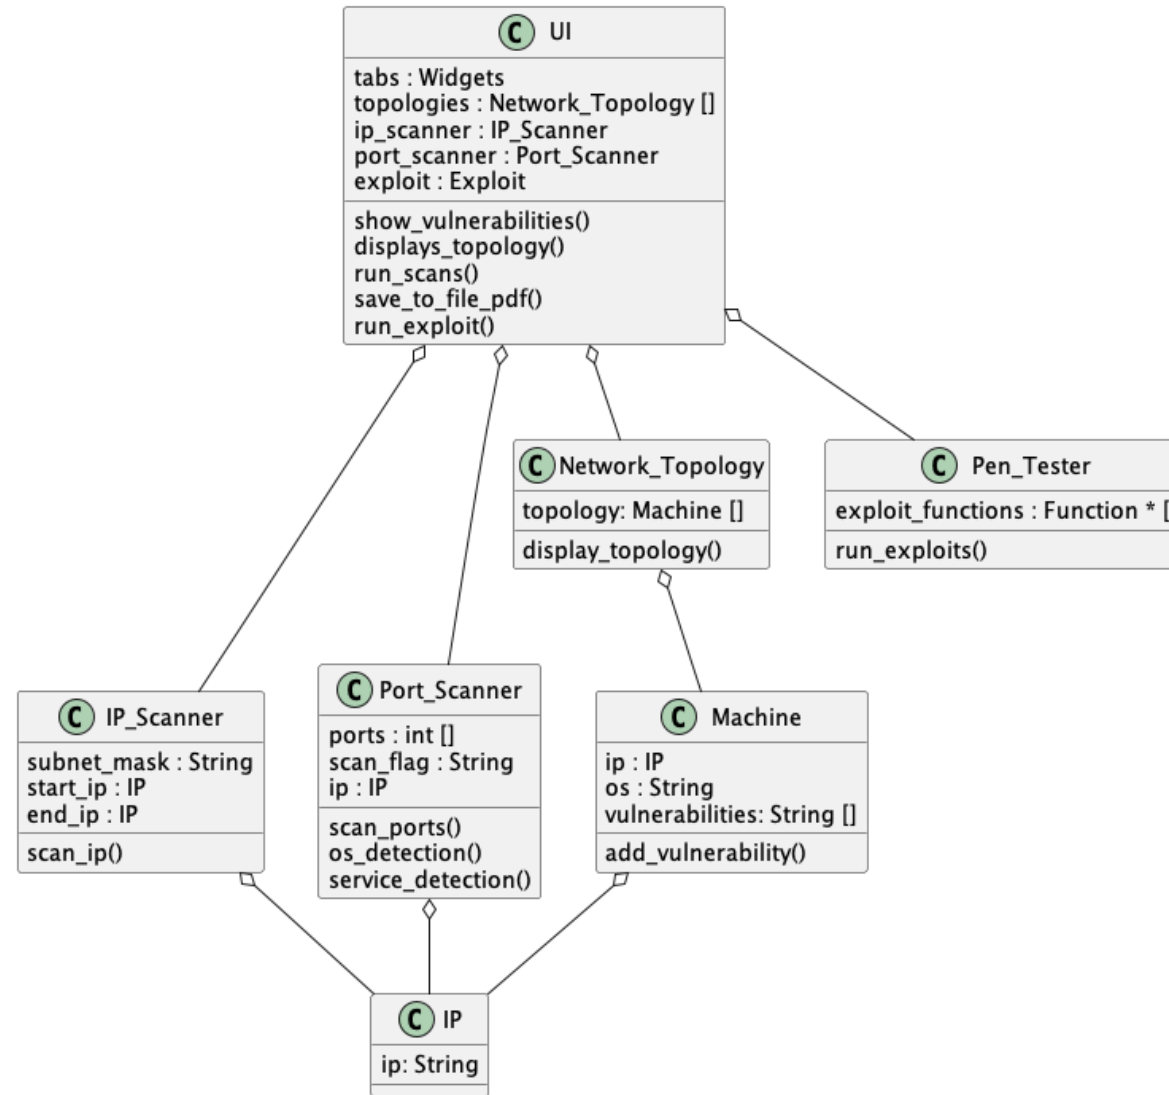 C UI
tabs : Widgets
topologies : Network_Topology []
ip_scanner : IP_Scanner
port_scanner : Port_Scanner
exploit : Exploit
show_vulnerabilities()
displays_topology()
run_scans()
save_to_file_pdf()
run_exploit()
C Network_Topology
topology: Machine []
display_topology()
C Pen_Tester
exploit_functions : Function * [
run_exploits()
C IP_Scanner
subnet_mask : String
start_ip : IP
end_ip : IP
scan_ip()
C Port_Scanner
ports : int []
scan_flag : String
ip : IP
scan_ports()
os_detection()
service_detection()
C Machine
ip : IP
os : String
vulnerabilities: String []
add_vulnerability()
C IP
ip: String